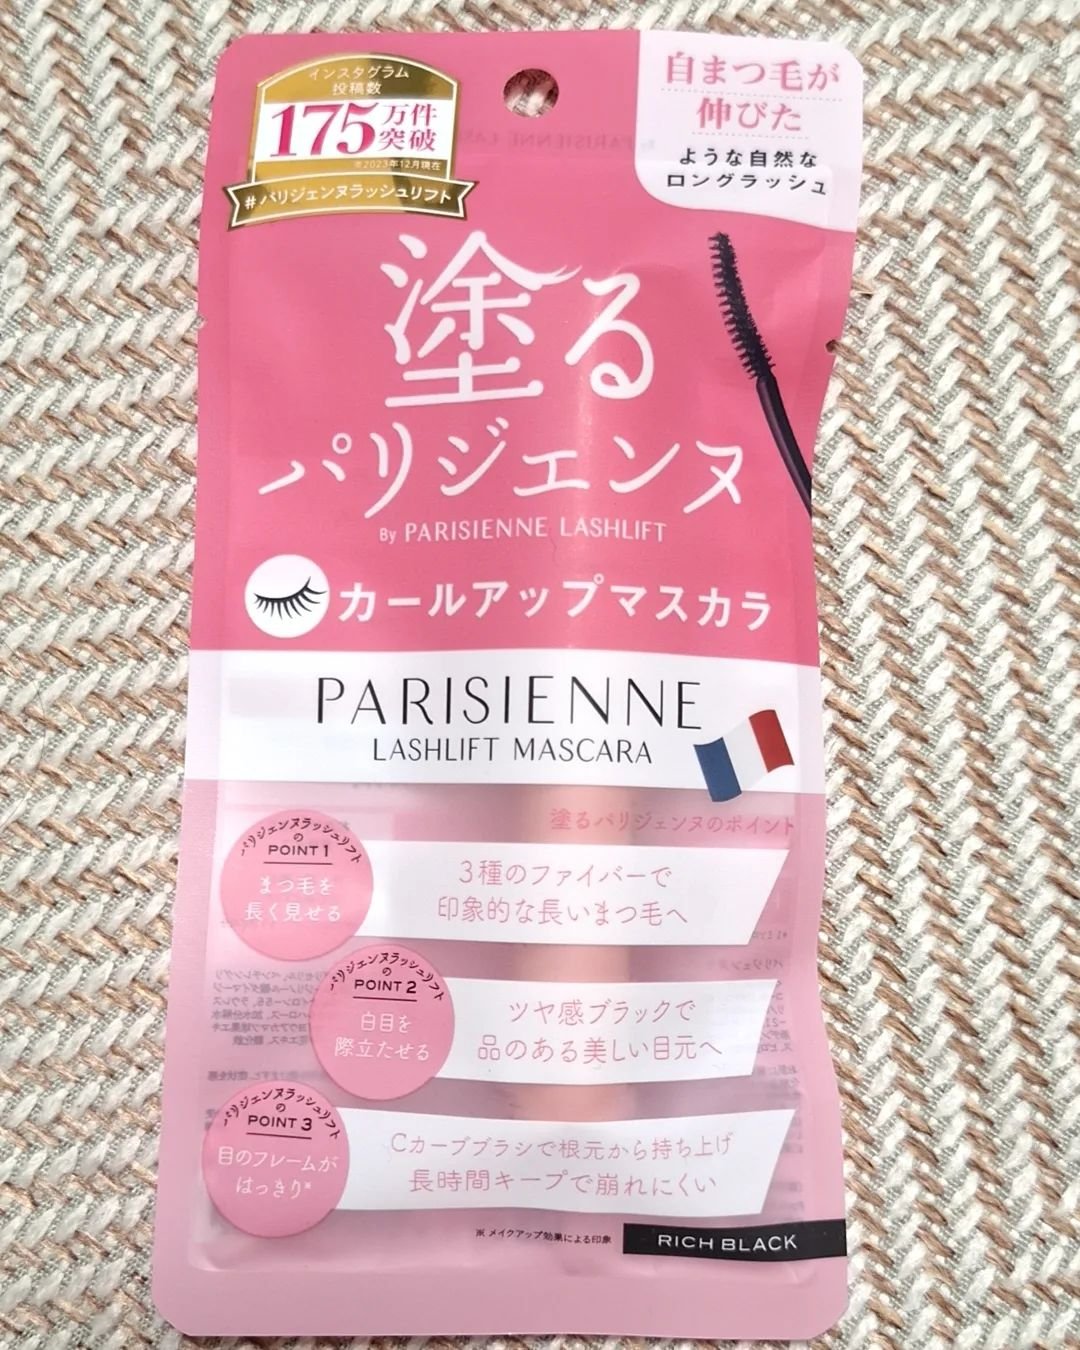 インスタグラム
投稿数
175万件
突破
※2023年12月現在
#パリジェンヌラッシュリフト
自まつ毛が
伸びた
ような自然な
ロングラッシュ
塗る
パリジェンヌ
By PARISIENNE LASHLIFT
カールアップマスカラ
PARISIENNE
LASHLIFT MASCARA
塗るパリジェンヌのポイント
パリジェンヌラッシュリフト
の
POINT 1
まつ毛を
長く見せる
3種のファイバーで
印象的な長いまつ毛へ
パリジェンヌラッシュリフト
の
POINT 2
白目を
際立たせる
ツヤ感ブラックで
品のある美しい目元へ
パリジェンヌラッシュリフト
の
POINT 3
目のフレームが
はっきり*
Cカーブブラシで根元から持ち上げ
長時間キープで崩れにくい
※ メイクアップ効果による印象
RICH BLACK